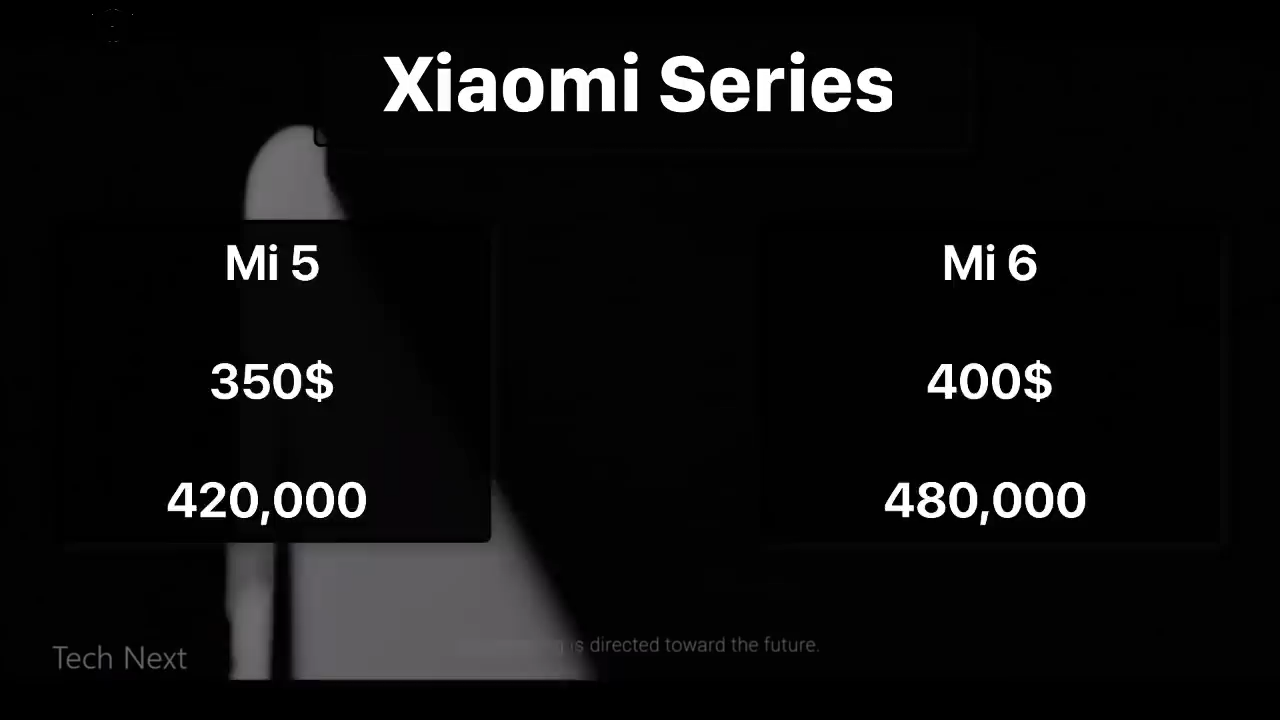 Xiaomi Series
Mi 5
350$
420,000
Mi 6
400$
480,000
is directed toward the future.
Tech Next